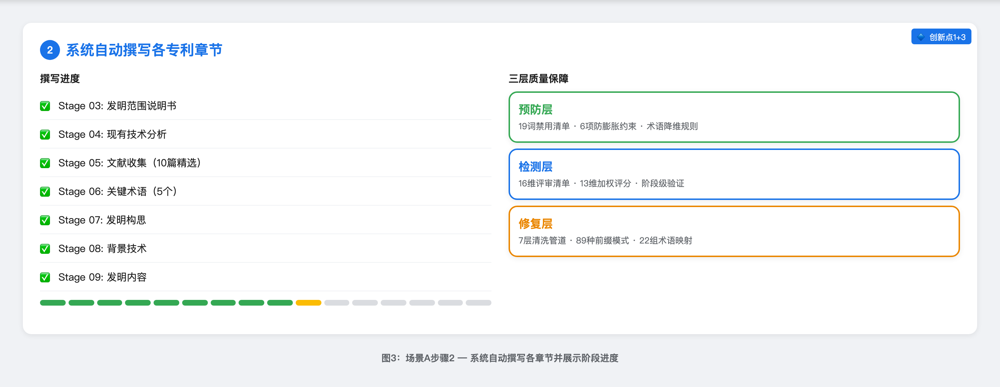 创新点1+3
2 系统自动撰写各专利章节
撰写进度
Stage 03: 发明范围说明书
Stage 04: 现有技术分析
Stage 05: 文献收集（10篇精选）
Stage 06: 关键术语（5个）
Stage 07: 发明构思
Stage 08: 背景技术
Stage 09: 发明内容
三层质量保障
预防层
19词禁用清单 · 6项防膨胀约束 · 术语降维规则
检测层
16维评审清单 · 13维加权评分 · 阶段级验证
修复层
7层清洗管道 · 89种前缀模式 · 22组术语映射
图3：场景A步骤2 — 系统自动撰写各章节并展示阶段进度